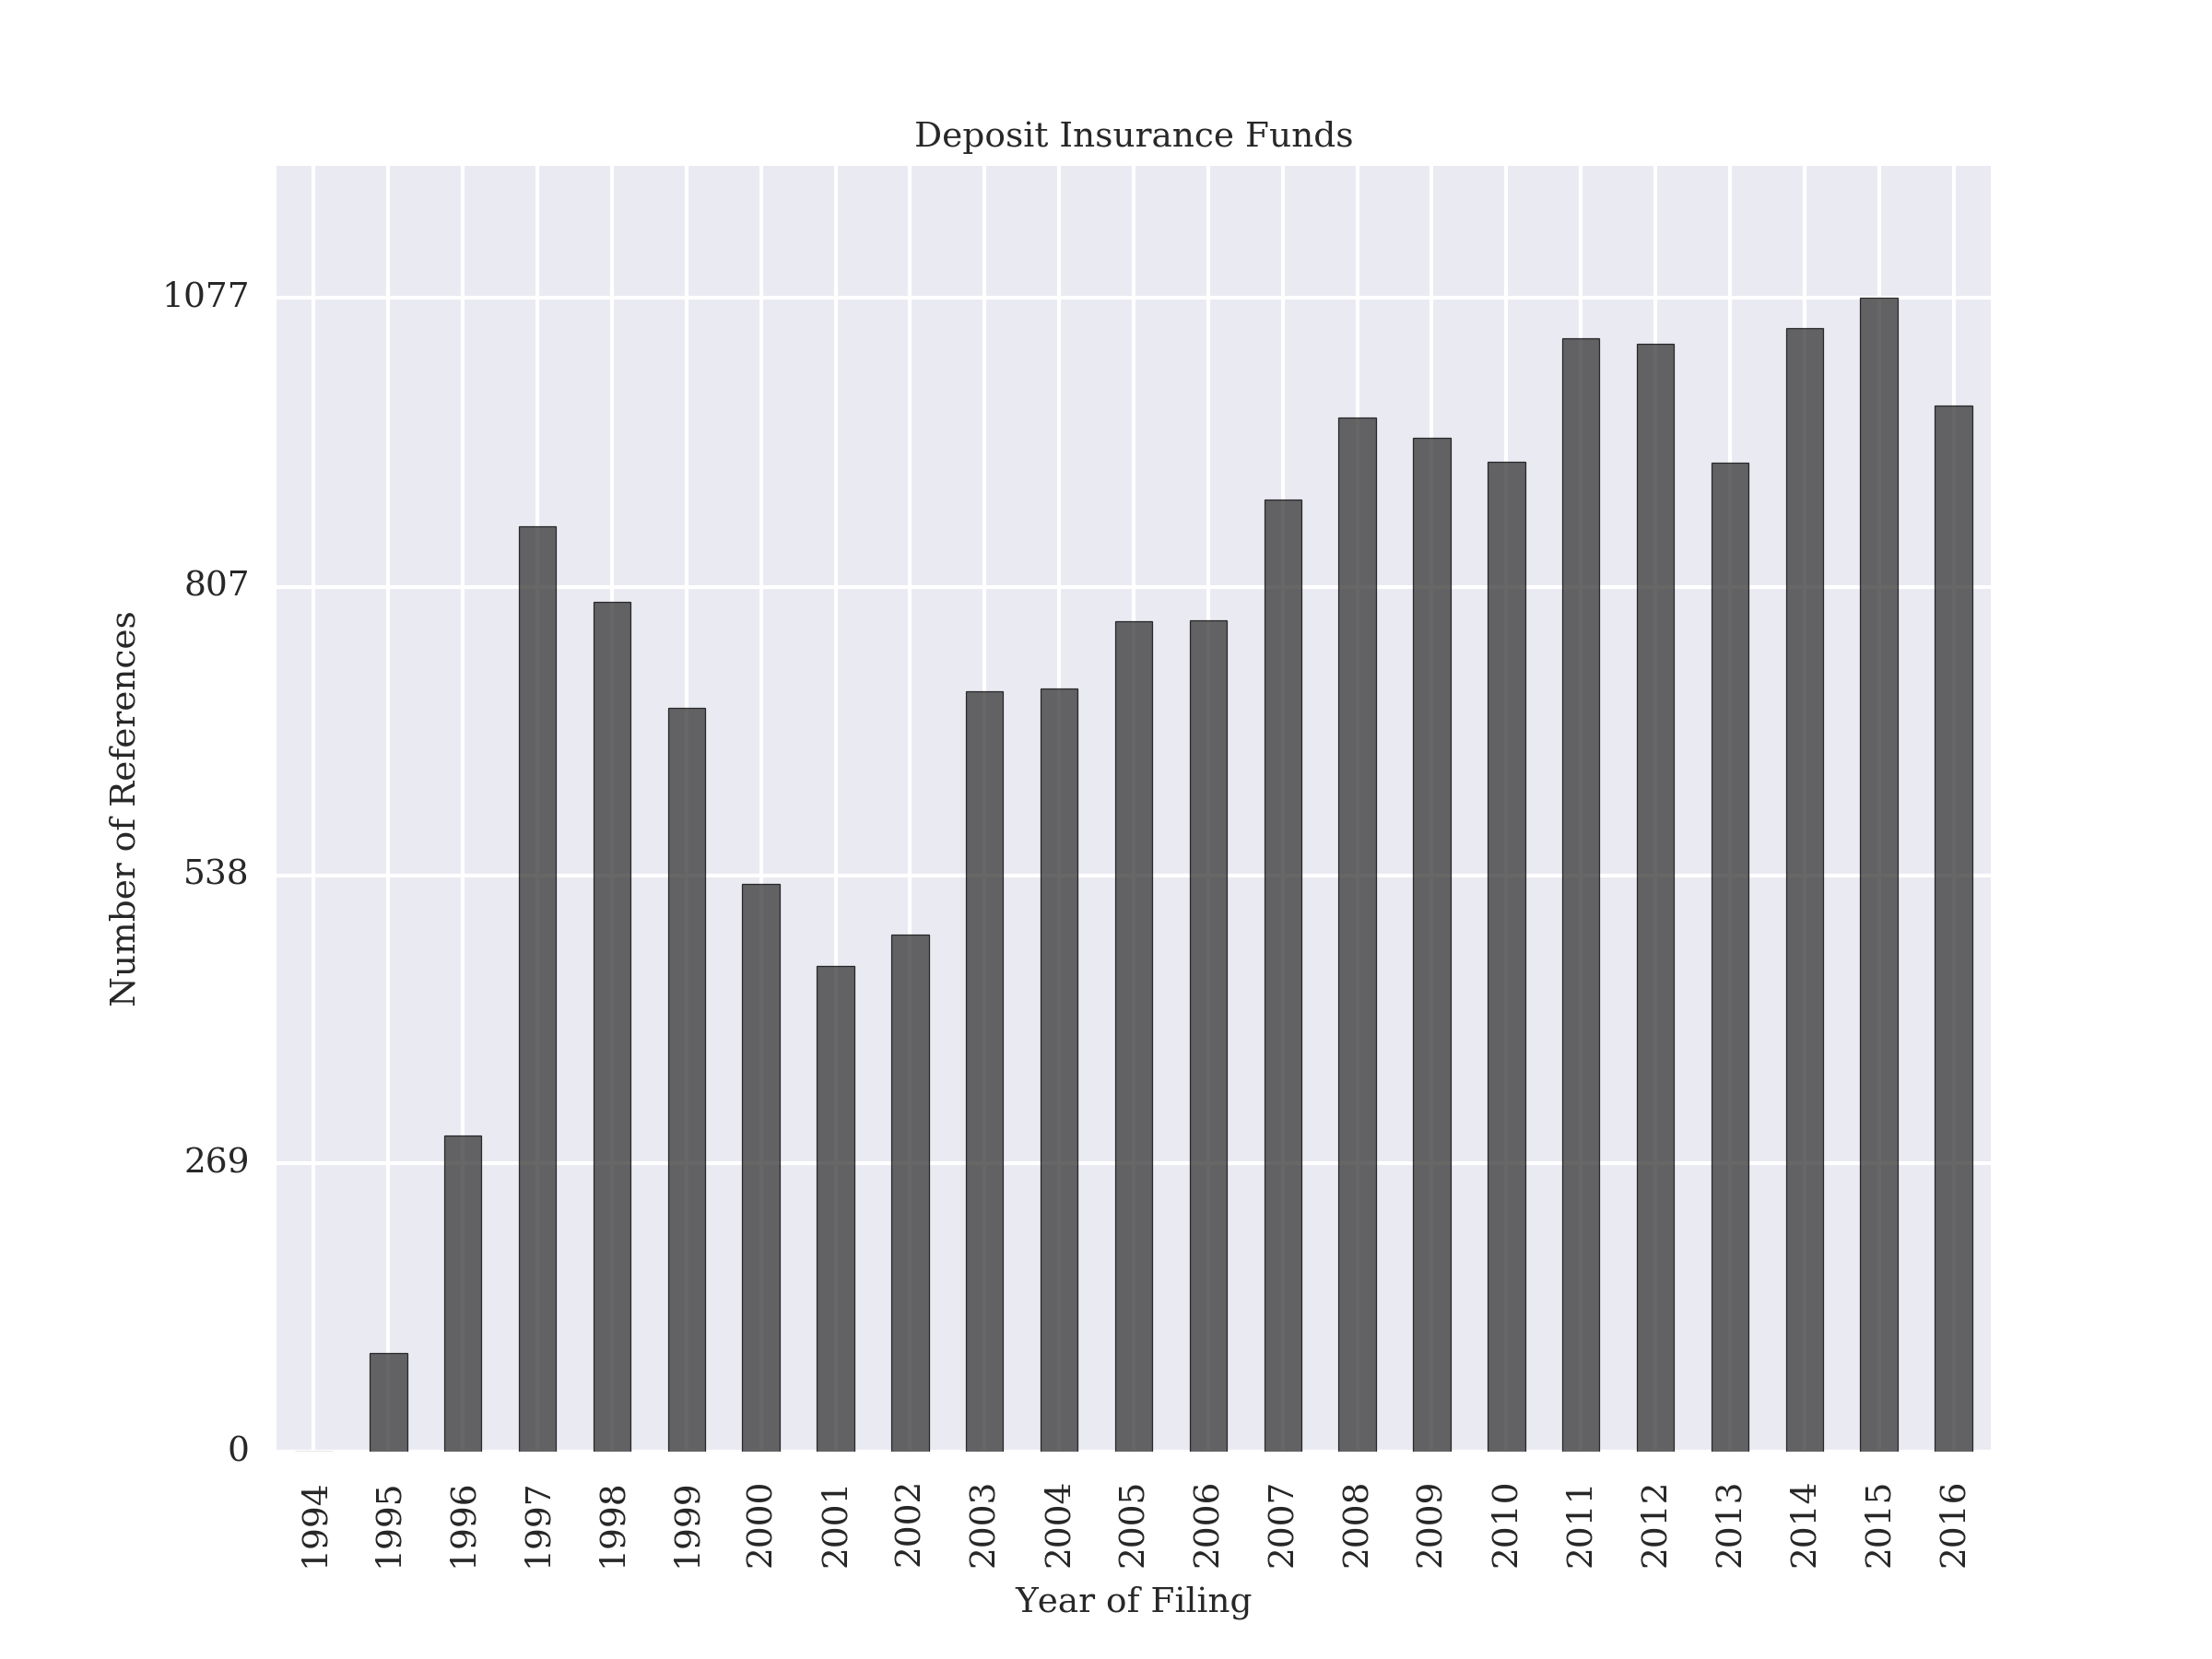 Deposit Insurance Funds
Number of References
1077
807
538
269
0
1994 1995 1996 1997 1998 1999 2000 2001 2002 2003 2004 2005 2006 2007 2008 2009 2010 2011 2012 2013 2014 2015 2016
Year of Filing